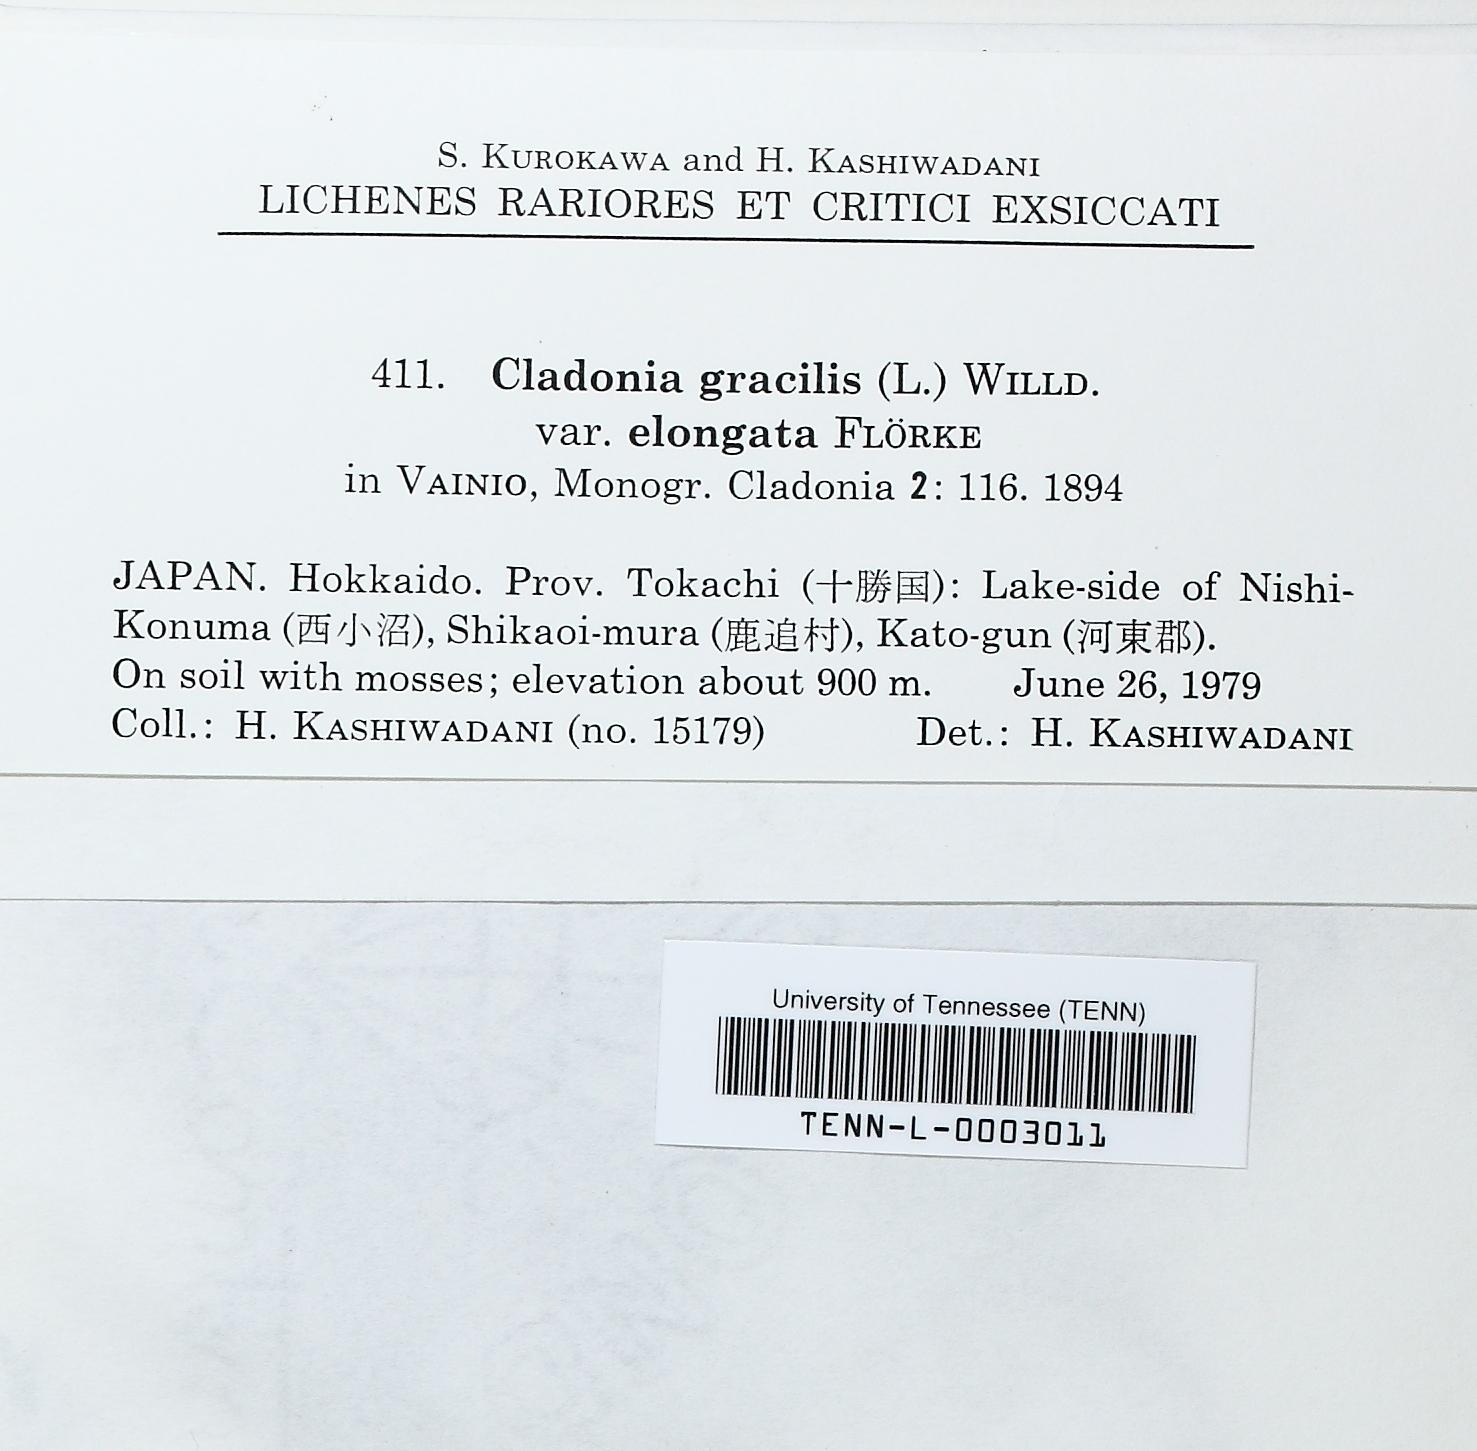 S. KUROKAWA and H. KASHIWADANI
LICHENES RARIORES ET CRITICI EXSICCATI
411. Cladonia gracilis (L.) WILLD.
var. elongata FLÖRKE
in VAINIO, Monogr. Cladonia 2: 116. 1894
JAPAN. Hokkaido. Prov. Tokachi (十勝国): Lake-side of Nishi-
Konuma (西小沼), Shikaoi-mura (鹿追村), Kato-gun (河東郡).
On soil with mosses; elevation about 900 m. June 26, 1979
Coll.: H. KASHIWADANI (no. 15179) Det.: H. KASHIWADANI
University of Tennessee (TENN)
TENN-L-0003011